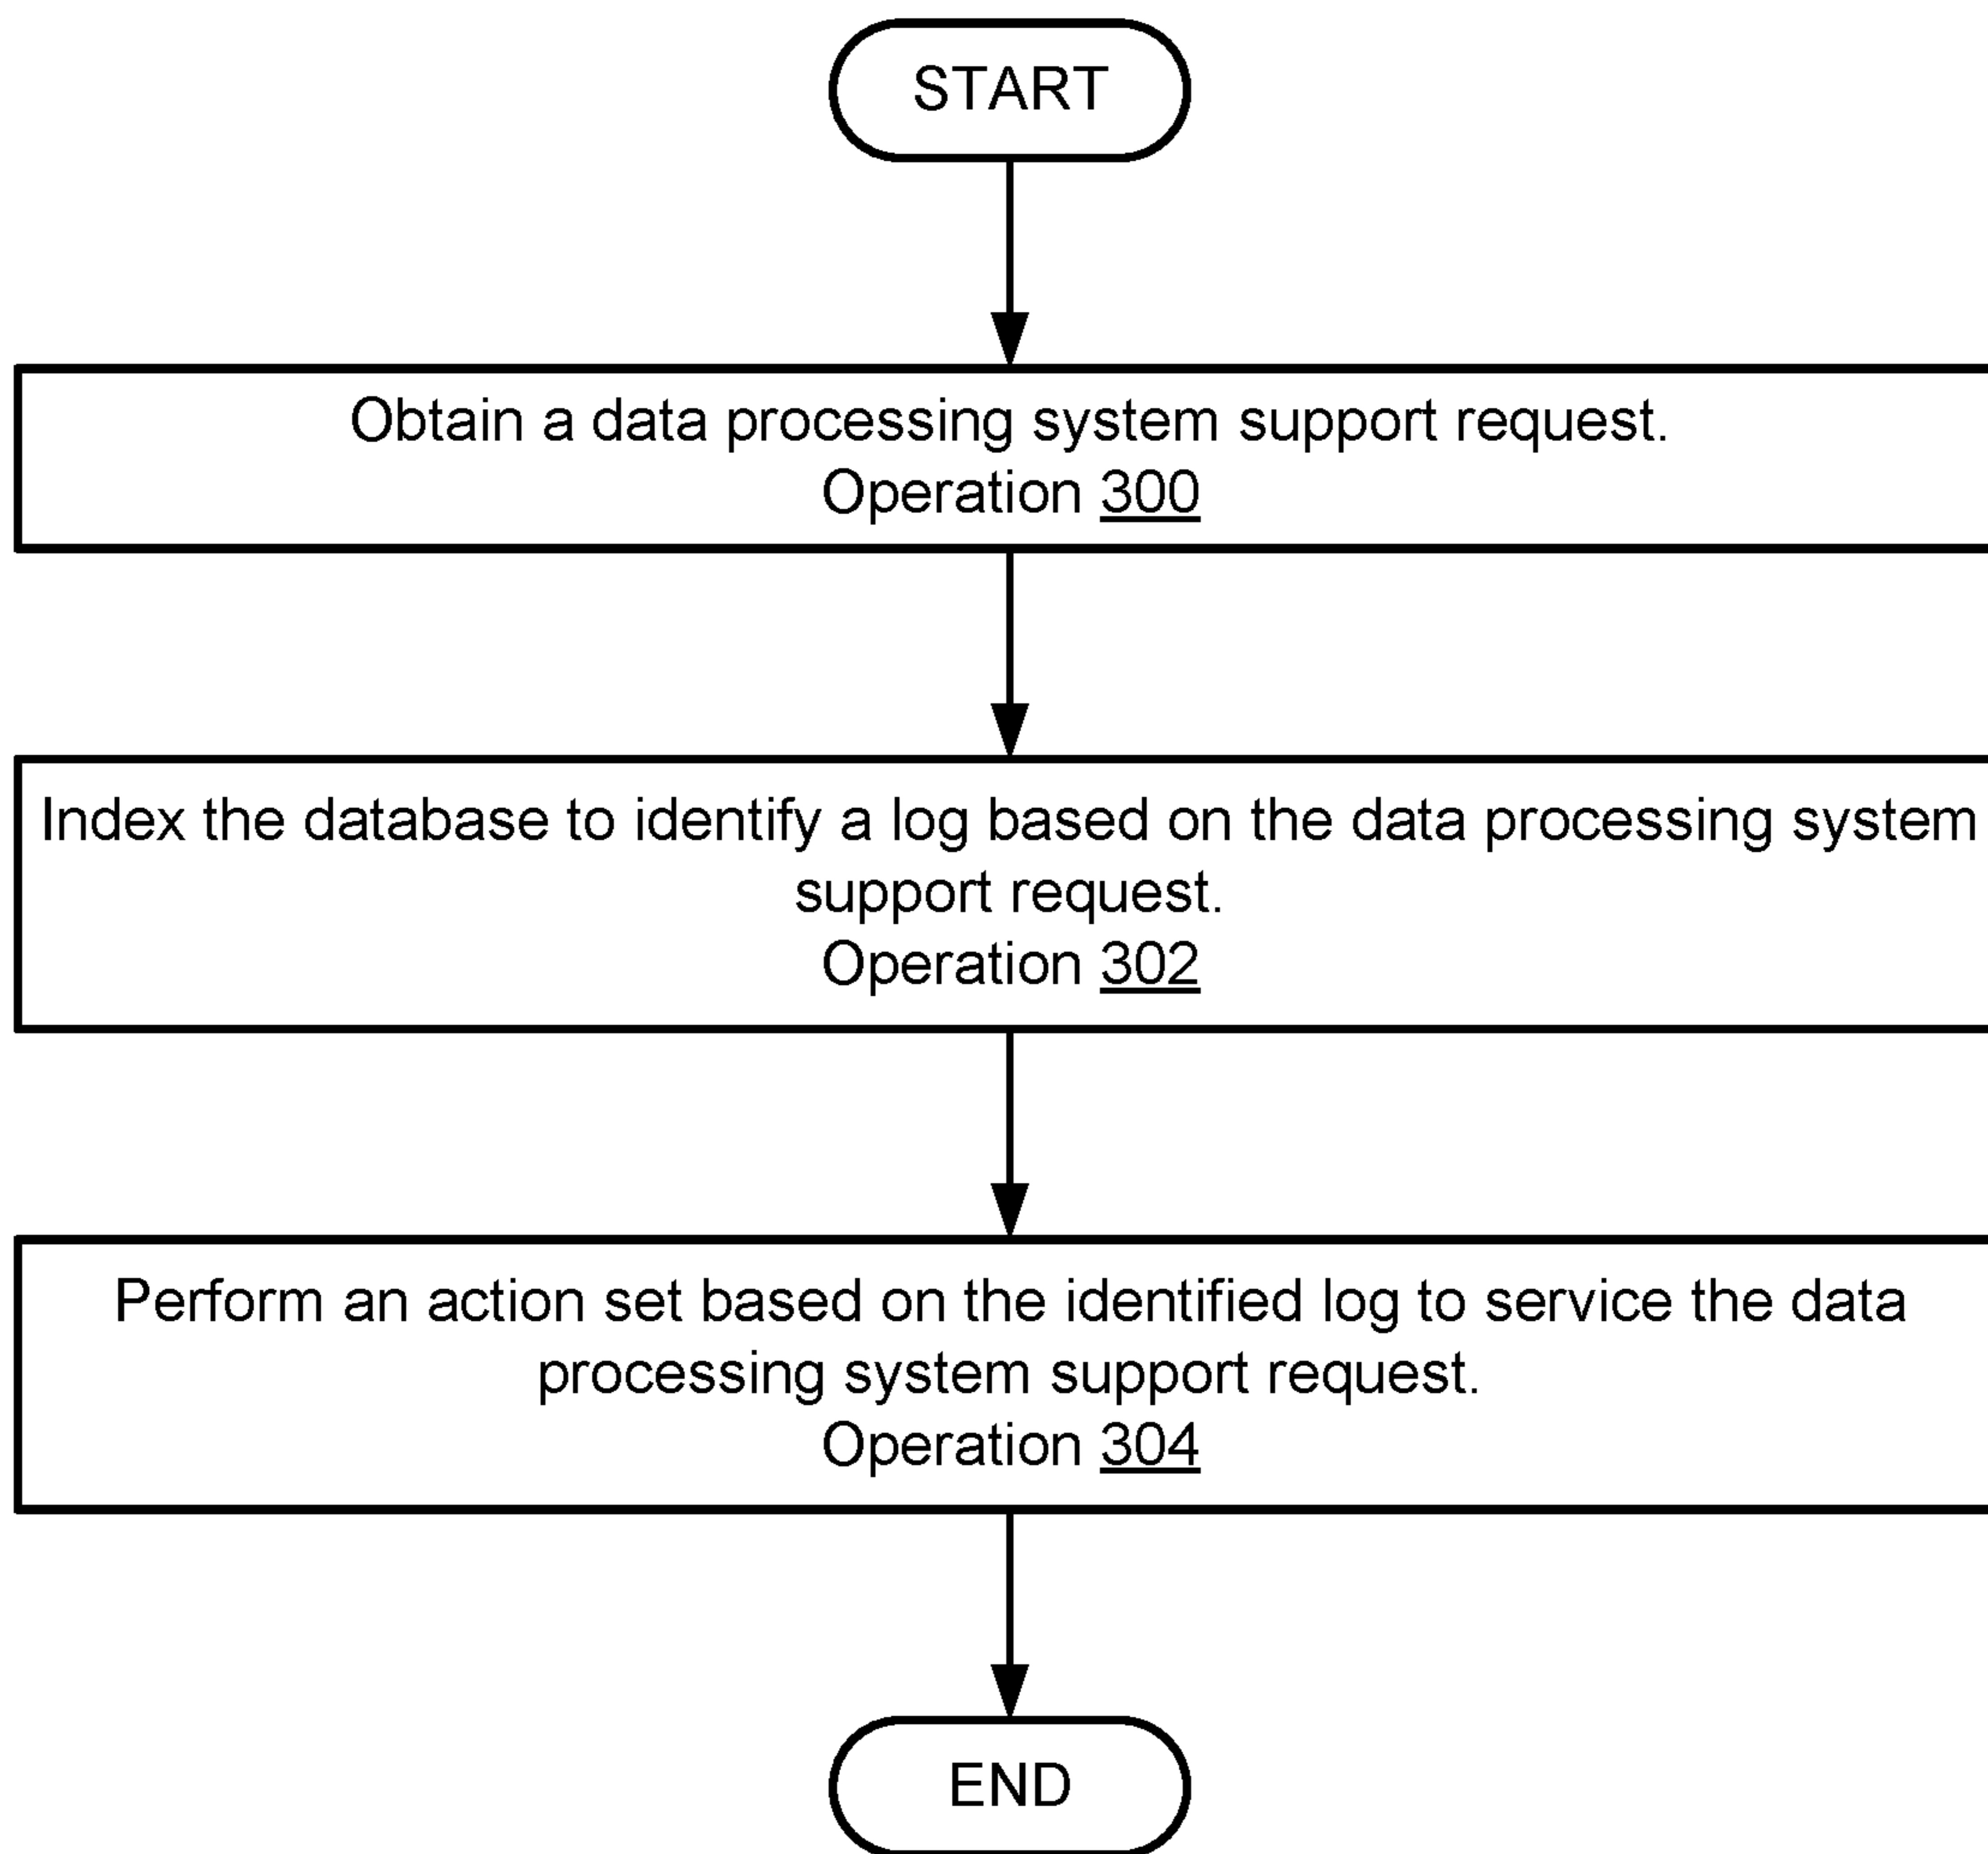 START
Obtain a data processing system support request.
Operation 300
Index the database to identify a log based on the data processing system
support request.
Operation 302
Perform an action set based on the identified log to service the data
processing system support request.
Operation 304
END